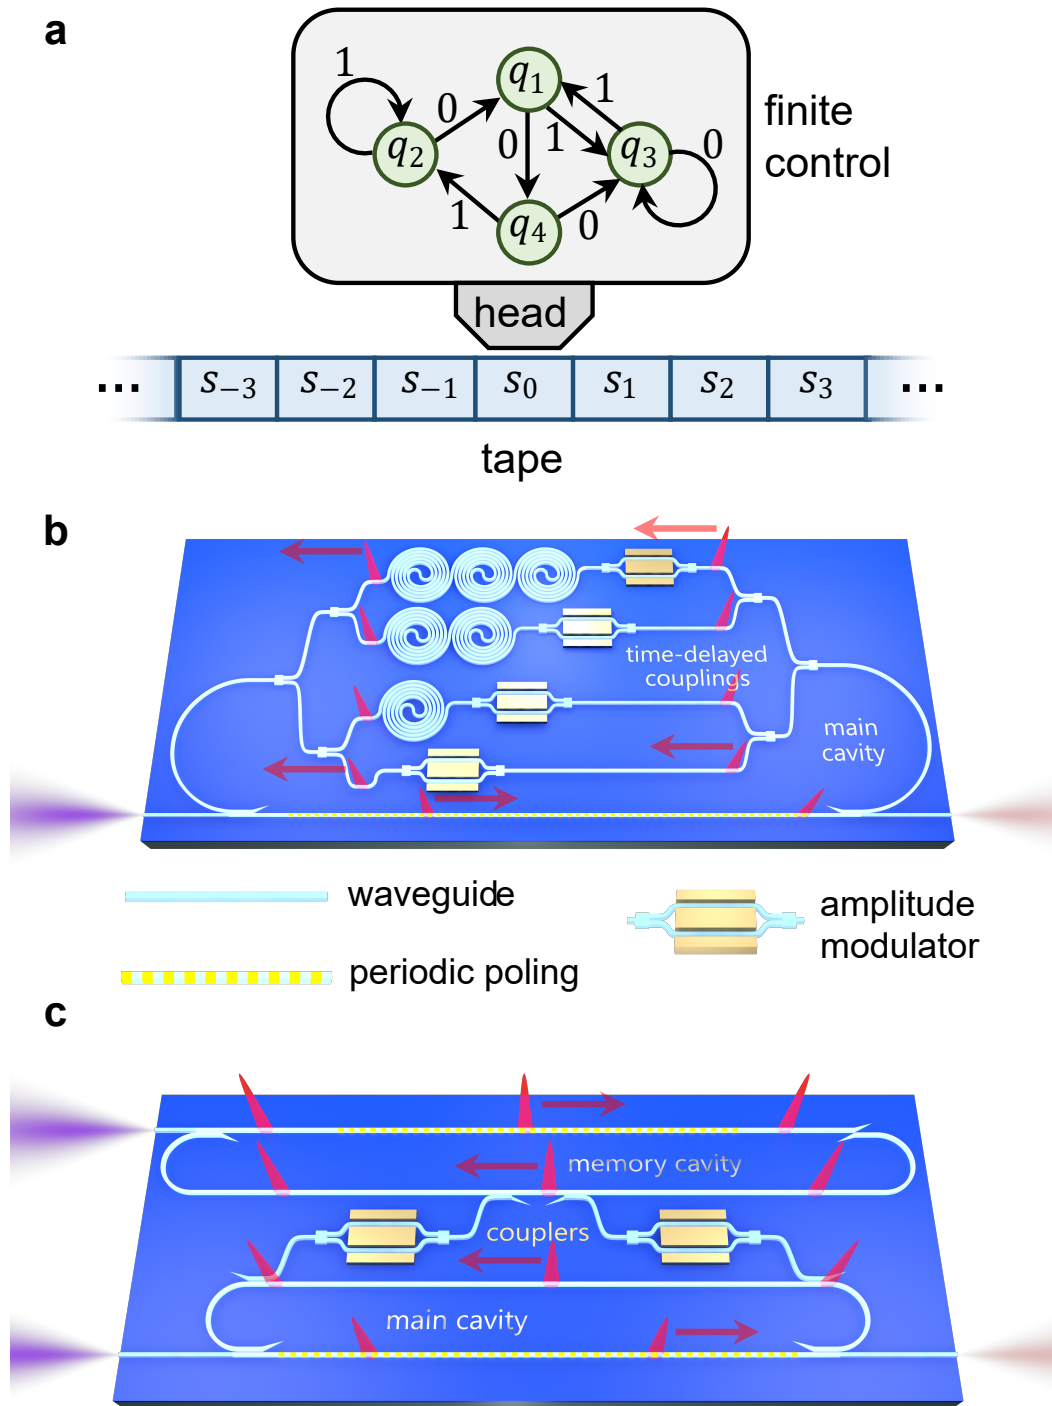 a
1
0
q₁
1
0
1
0
q₂
q₃
1
q₄
0
finite
control
head
...
s₋₃
s₋₂
s₋₁
s₀
s₁
s₂
s₃
...
tape
b
time-delayed
couplings
main
cavity
waveguide
periodic poling
amplitude
modulator
c
memory cavity
couplers
main cavity